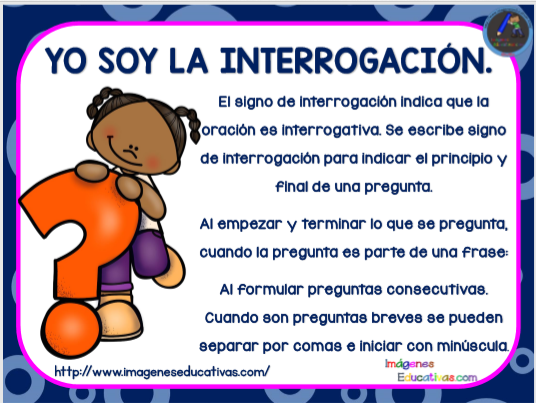 YO SOY LA INTERROGACIÓN.
El signo de interrogación indica que la
oración es interrogativa. Se escribe signo
de interrogación para indicar el principio y
final de una pregunta.
Al empezar y terminar lo que se pregunta,
cuando la pregunta es parte de una frase:
Al formular preguntas consecutivas.
Cuando son preguntas breves se pueden
separar por comas e iniciar con minúscula.
http://www.imageneseducativas.com/
Imágenes
Educativas.com